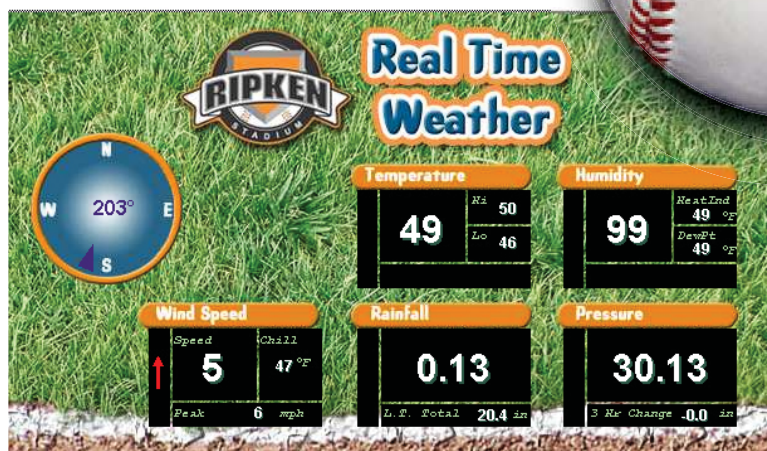 RIPKEN
STADIUM
Real Time
Weather
N
W 203° E
S
Temperature
49
Hi 50
Lo 46
Humidity
99
HeatInd
49 °F
DewPt
49 °F
Wind Speed
Speed
5
Chill
47 °F
Peak 6 mph
Rainfall
0.13
L.T. Total 20.4 in
Pressure
30.13
3 Hr Change -0.0 in